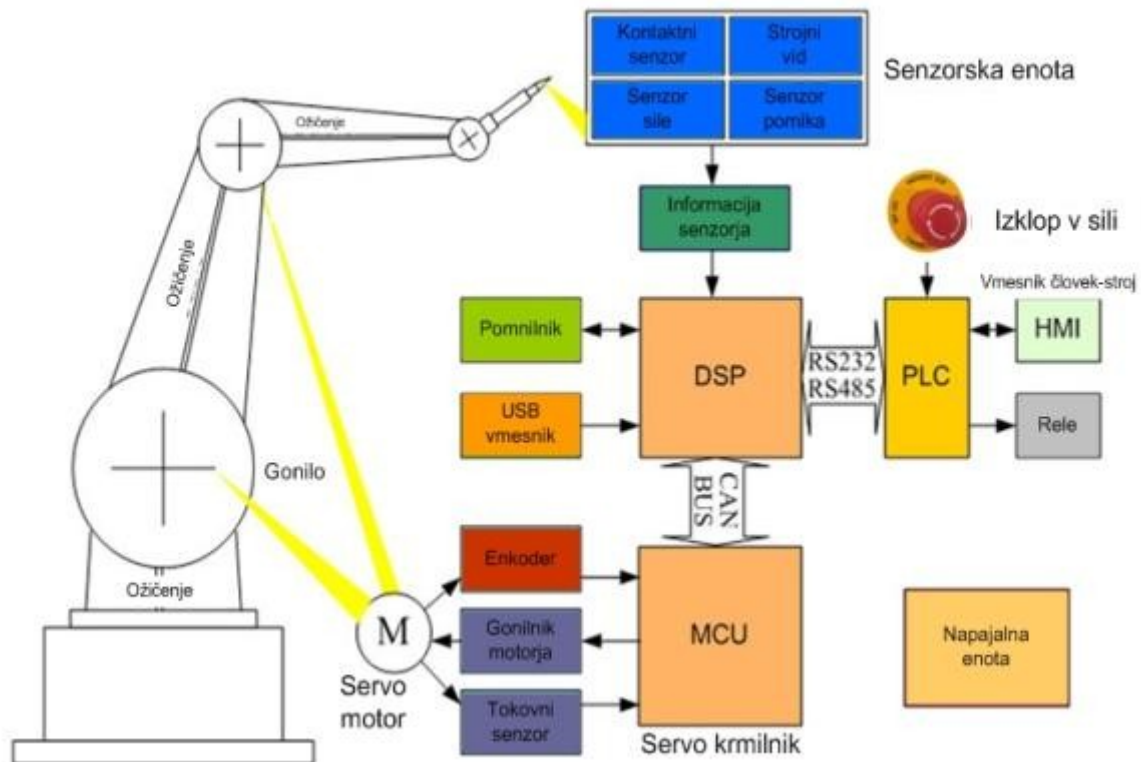 Kontaktni
senzor
Strojni
vid
Senzor
sile
Senzor
pomika
Senzorska enota
Ožičenje
Informacija
senzorja
Izklop v sili
Vmesnik človek-stroj
Ožičenje
Pomnilnik
DSP
RS232
RS485
PLC
HMI
USB
vmesnik
Rele
Gonilo
CAN
BUS
Enkoder
Ožičenje
M
Gonilnik
motorja
MCU
Napajalna
enota
Servo
motor
Tokovni
senzor
Servo krmilnik